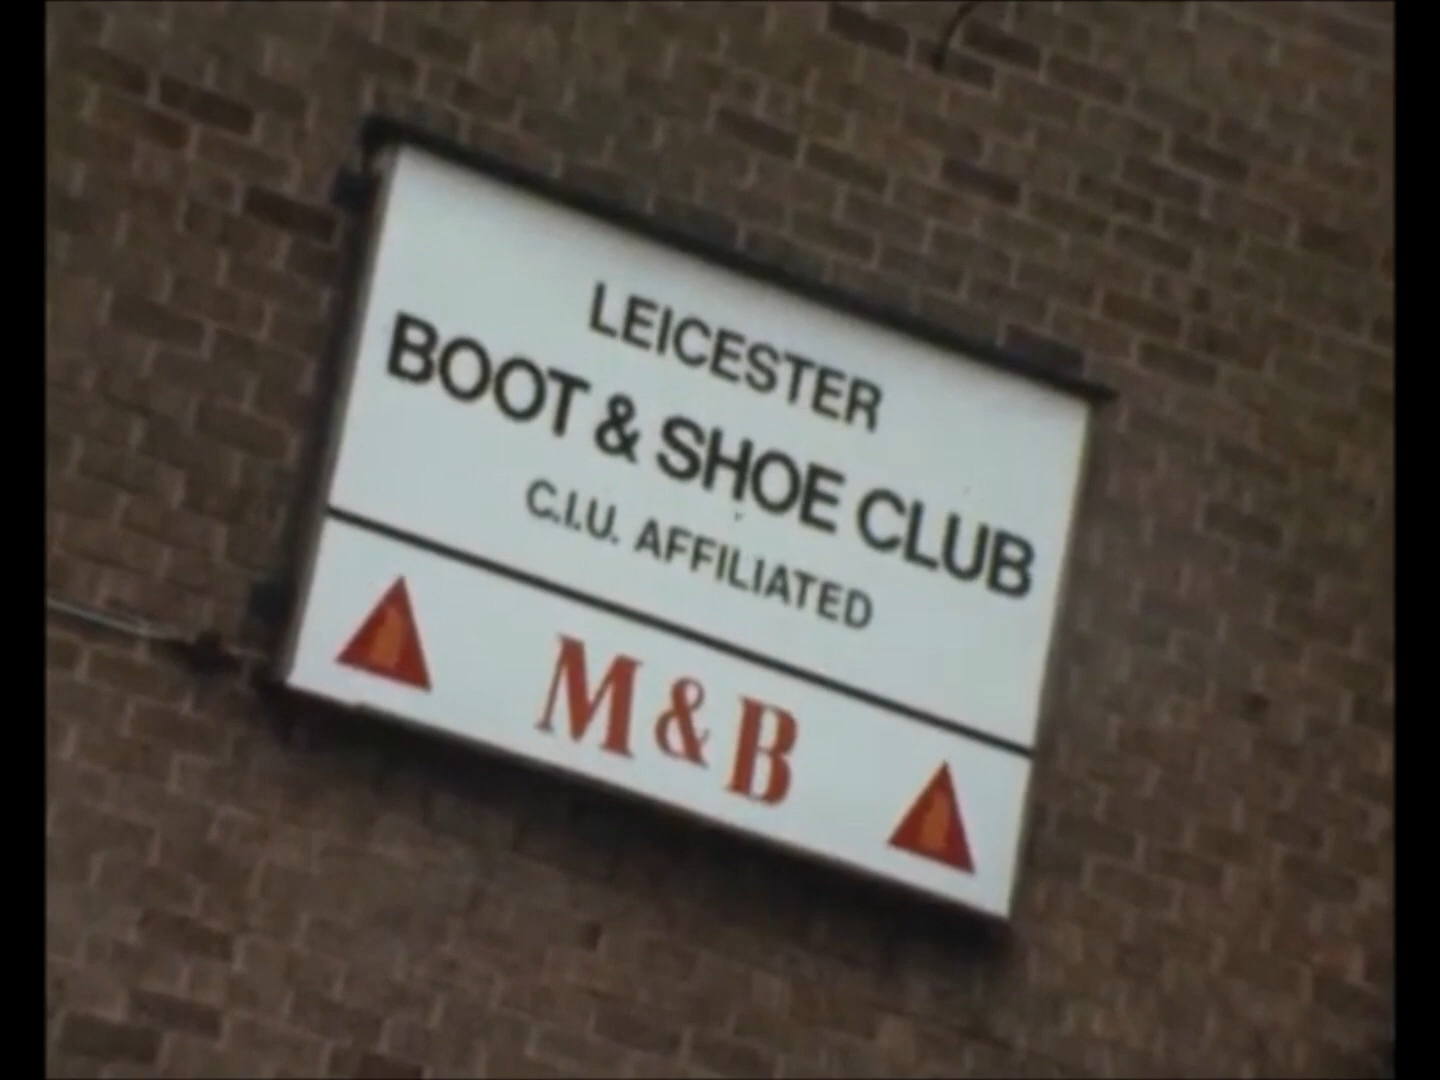 LEICESTER
BOOT & SHOE CLUB
C.I.U. AFFILIATED
M & B